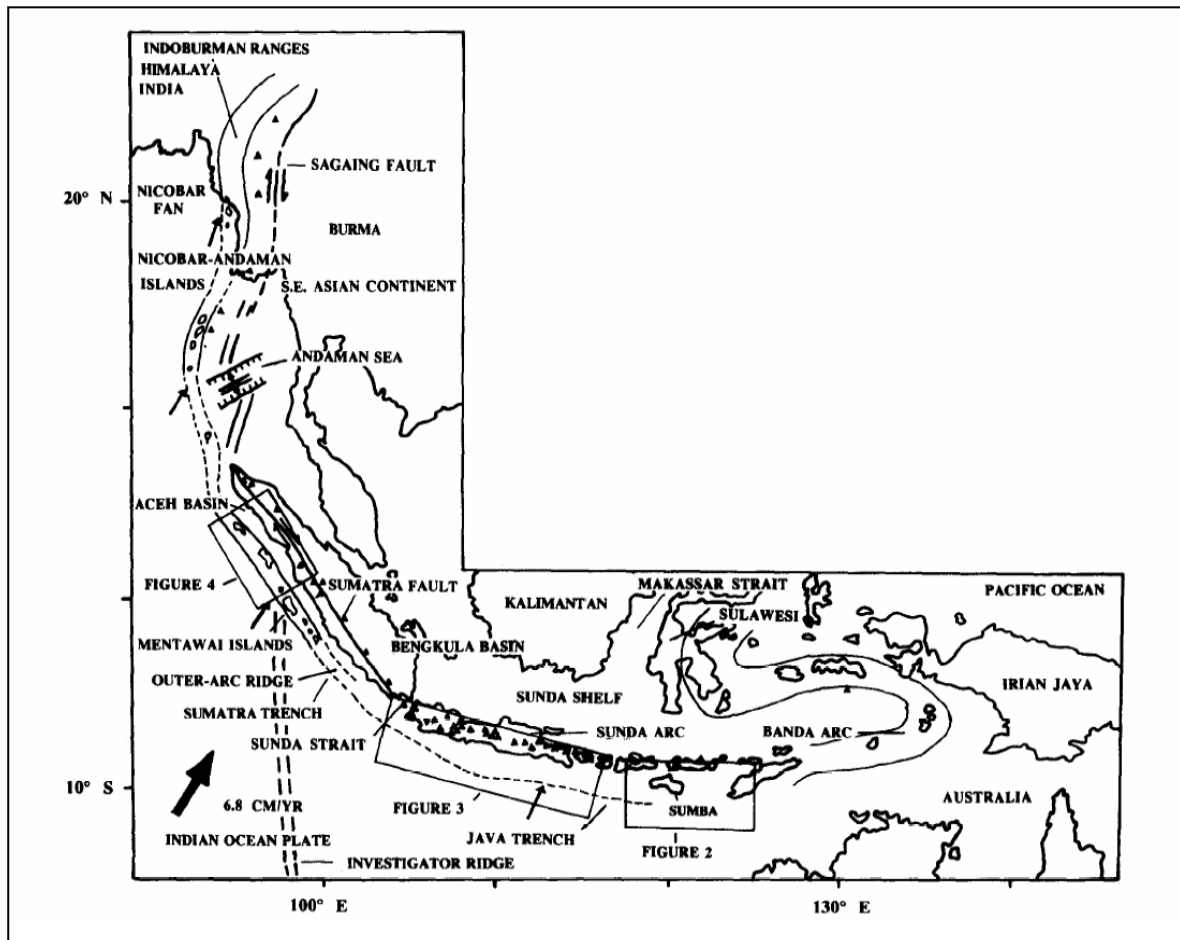 INDOBURMAN RANGES
HIMALAYA
INDIA
SAGAING FAULT
20° N
NICOBAR
FAN
BURMA
NICOBAR-ANDAMAN
ISLANDS
S.E. ASIAN CONTINENT
ANDAMAN SEA
ACEH BASIN
FIGURE 4
SUMATRA FAULT
MAKASSAR STRAIT
PACIFIC OCEAN
KALIMANTAN
SULAWESI
MENTAWAI ISLANDS
BENGKULA BASIN
OUTER-ARC RIDGE
SUNDA SHELF
IRIAN JAYA
SUMATRA TRENCH
SUNDA ARC
BANDA ARC
SUNDA STRAIT
10° S
6.8 CM/YR
FIGURE 3
SUMBA
AUSTRALIA
INDIAN OCEAN PLATE
JAVA TRENCH
FIGURE 2
INVESTIGATOR RIDGE
100° E
130° E